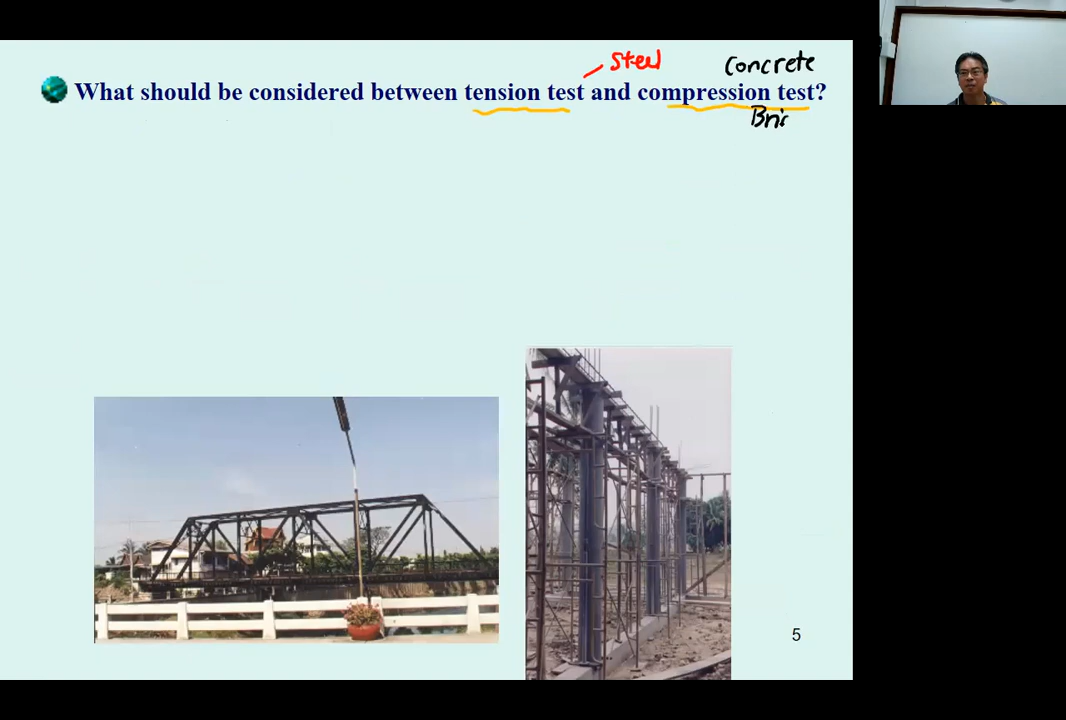 Steel Concrete
What should be considered between tension test and compression test?
Bri
5